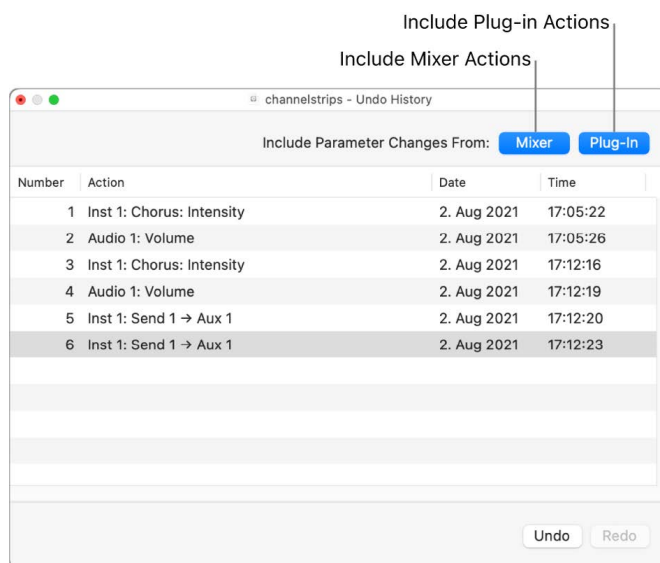 Include Plug-in Actions
Include Mixer Actions
channelstrips - Undo History
Include Parameter Changes From: Mixer Plug-In
Number Action Date Time
1 Inst 1: Chorus: Intensity 2. Aug 2021 17:05:22
2 Audio 1: Volume 2. Aug 2021 17:05:26
3 Inst 1: Chorus: Intensity 2. Aug 2021 17:12:16
4 Audio 1: Volume 2. Aug 2021 17:12:19
5 Inst 1: Send 1 → Aux 1 2. Aug 2021 17:12:20
6 Inst 1: Send 1 → Aux 1 2. Aug 2021 17:12:23
Undo Redo